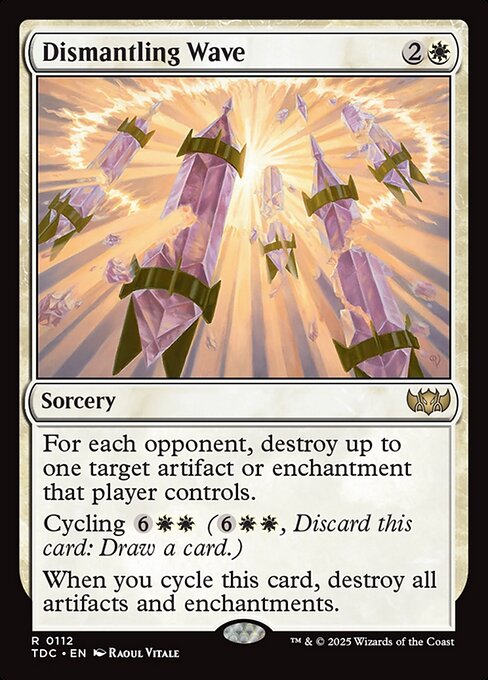 Dismantling Wave 2
Sorcery
For each opponent, destroy up to
one target artifact or enchantment
that player controls.
Cycling 6 (6, Discard this
card: Draw a card.)
When you cycle this card, destroy all
artifacts and enchantments.
R 0112
™ & © 2025 Wizards of the Coast
TDC • EN Raoul Vitale